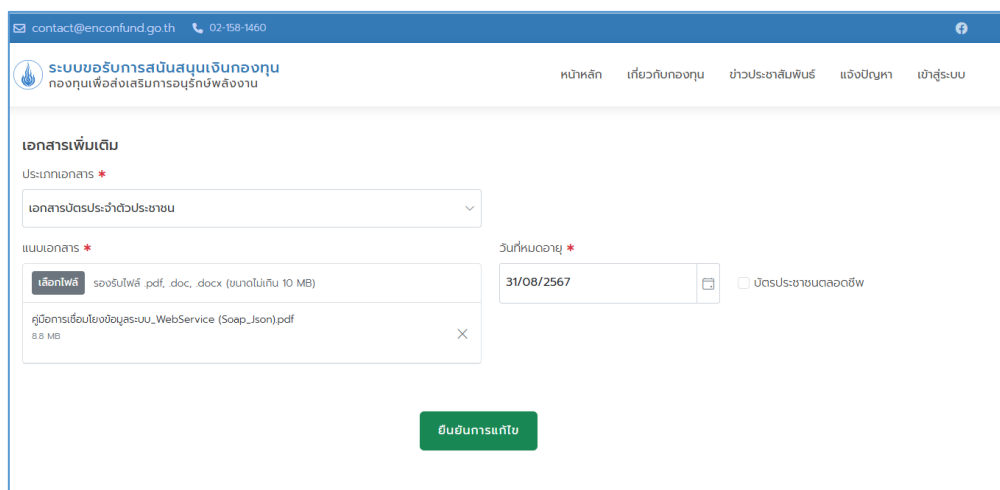 contact@enconfund.go.th 02-158-1460
ระบบขอรับการสนับสนุนเงินกองทุน
กองทุนเพื่อส่งเสริมการอนุรักษ์พลังงาน
หน้าหลัก เกี่ยวกับกองทุน ข่าวประชาสัมพันธ์ แจ้งปัญหา เข้าสู่ระบบ
เอกสารเพิ่มเติม
ประเภทเอกสาร *
เอกสารบัตรประจำตัวประชาชน
แนบเอกสาร * วันที่หมดอายุ *
เลือกไฟล์ รองรับไฟล์ .pdf, .doc, .docx (ขนาดไม่เกิน 10 MB) 31/08/2567 บัตรประชาชนตลอดชีพ
คู่มือการเชื่อมโยงข้อมูลระบบ_WebService (Soap_Json).pdf
8.8 MB
ยืนยันการแก้ไข